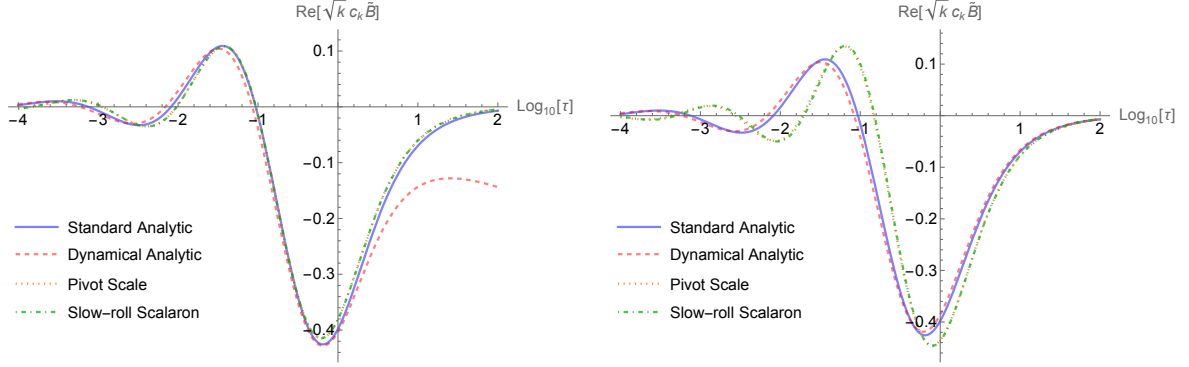 Re[√k c_k B̃]
0.1
Log₁₀[τ]
−4 −3 −2 −1 0 1 2
−0.1
−0.2
−0.3
−0.4
Standard Analytic
Dynamical Analytic
Pivot Scale
Slow−roll Scalaron
Re[√k c_k B̃]
0.1
Log₁₀[τ]
−4 −3 −2 −1 0 1 2
−0.1
−0.2
−0.3
−0.4
Standard Analytic
Dynamical Analytic
Pivot Scale
Slow−roll Scalaron